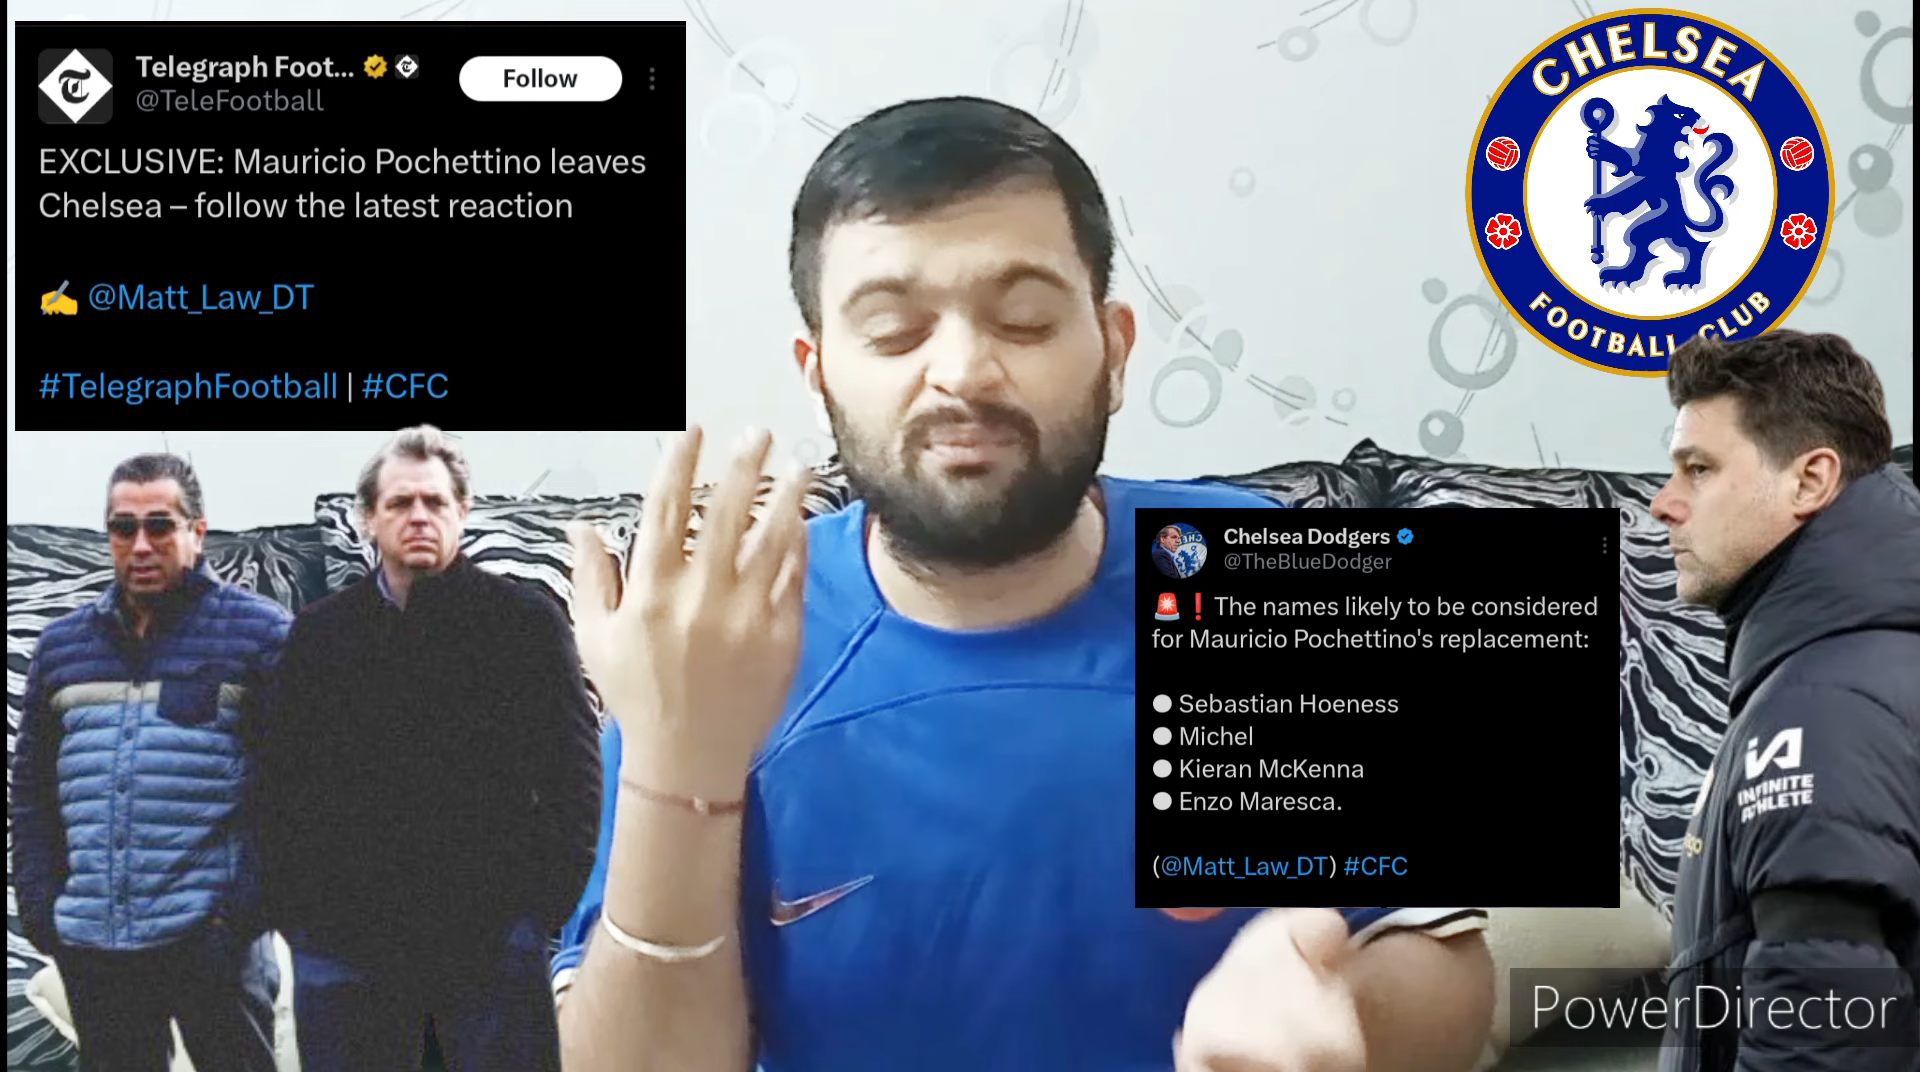 Telegraph Foot...
@TeleFootball
Follow
EXCLUSIVE: Mauricio Pochettino leaves
Chelsea – follow the latest reaction
✍️ @Matt_Law_DT
#TelegraphFootball | #CFC
CHELSEA
FOOTBALL CLUB
Chelsea Dodgers
@TheBlueDodger
🚨❗ The names likely to be considered
for Mauricio Pochettino's replacement:
● Sebastian Hoeness
● Michel
● Kieran McKenna
● Enzo Maresca.
(@Matt_Law_DT) #CFC
INFINITE
ATHLETE
PowerDirector